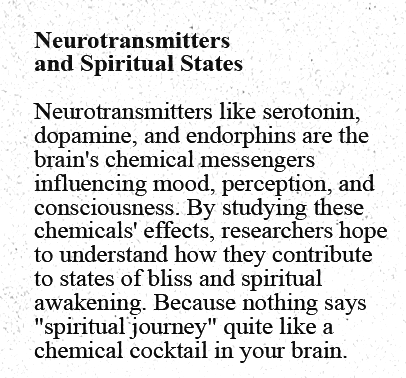 Neurotransmitters
and Spiritual States
Neurotransmitters like serotonin,
dopamine, and endorphins are the
brain's chemical messengers
influencing mood, perception, and
consciousness. By studying these
chemicals' effects, researchers hope
to understand how they contribute
to states of bliss and spiritual
awakening. Because nothing says
"spiritual journey" quite like a
chemical cocktail in your brain.